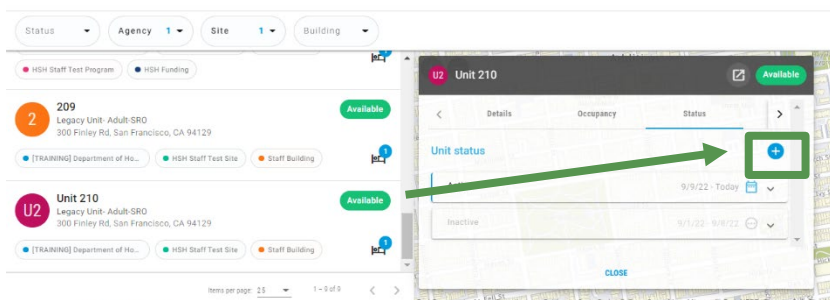 Status Agency 1 Site 1 Building
HSH Staff Test Program HSH Funding
2 209 Available
Legacy Unit- Adult-SRO
300 Finley Rd, San Francisco, CA 94129
[TRAINING] Department of Ho... HSH Staff Test Site Staff Building 1
U2 Unit 210 Available
Legacy Unit- Adult-SRO
300 Finley Rd, San Francisco, CA 94129
[TRAINING] Department of Ho... HSH Staff Test Site Staff Building 1
Items per page: 25 1 – 9 of 9
U2 Unit 210 Available
Details Occupancy Status
Unit status
9/9/22 - Today
Inactive 9/1/22 - 9/8/22
CLOSE